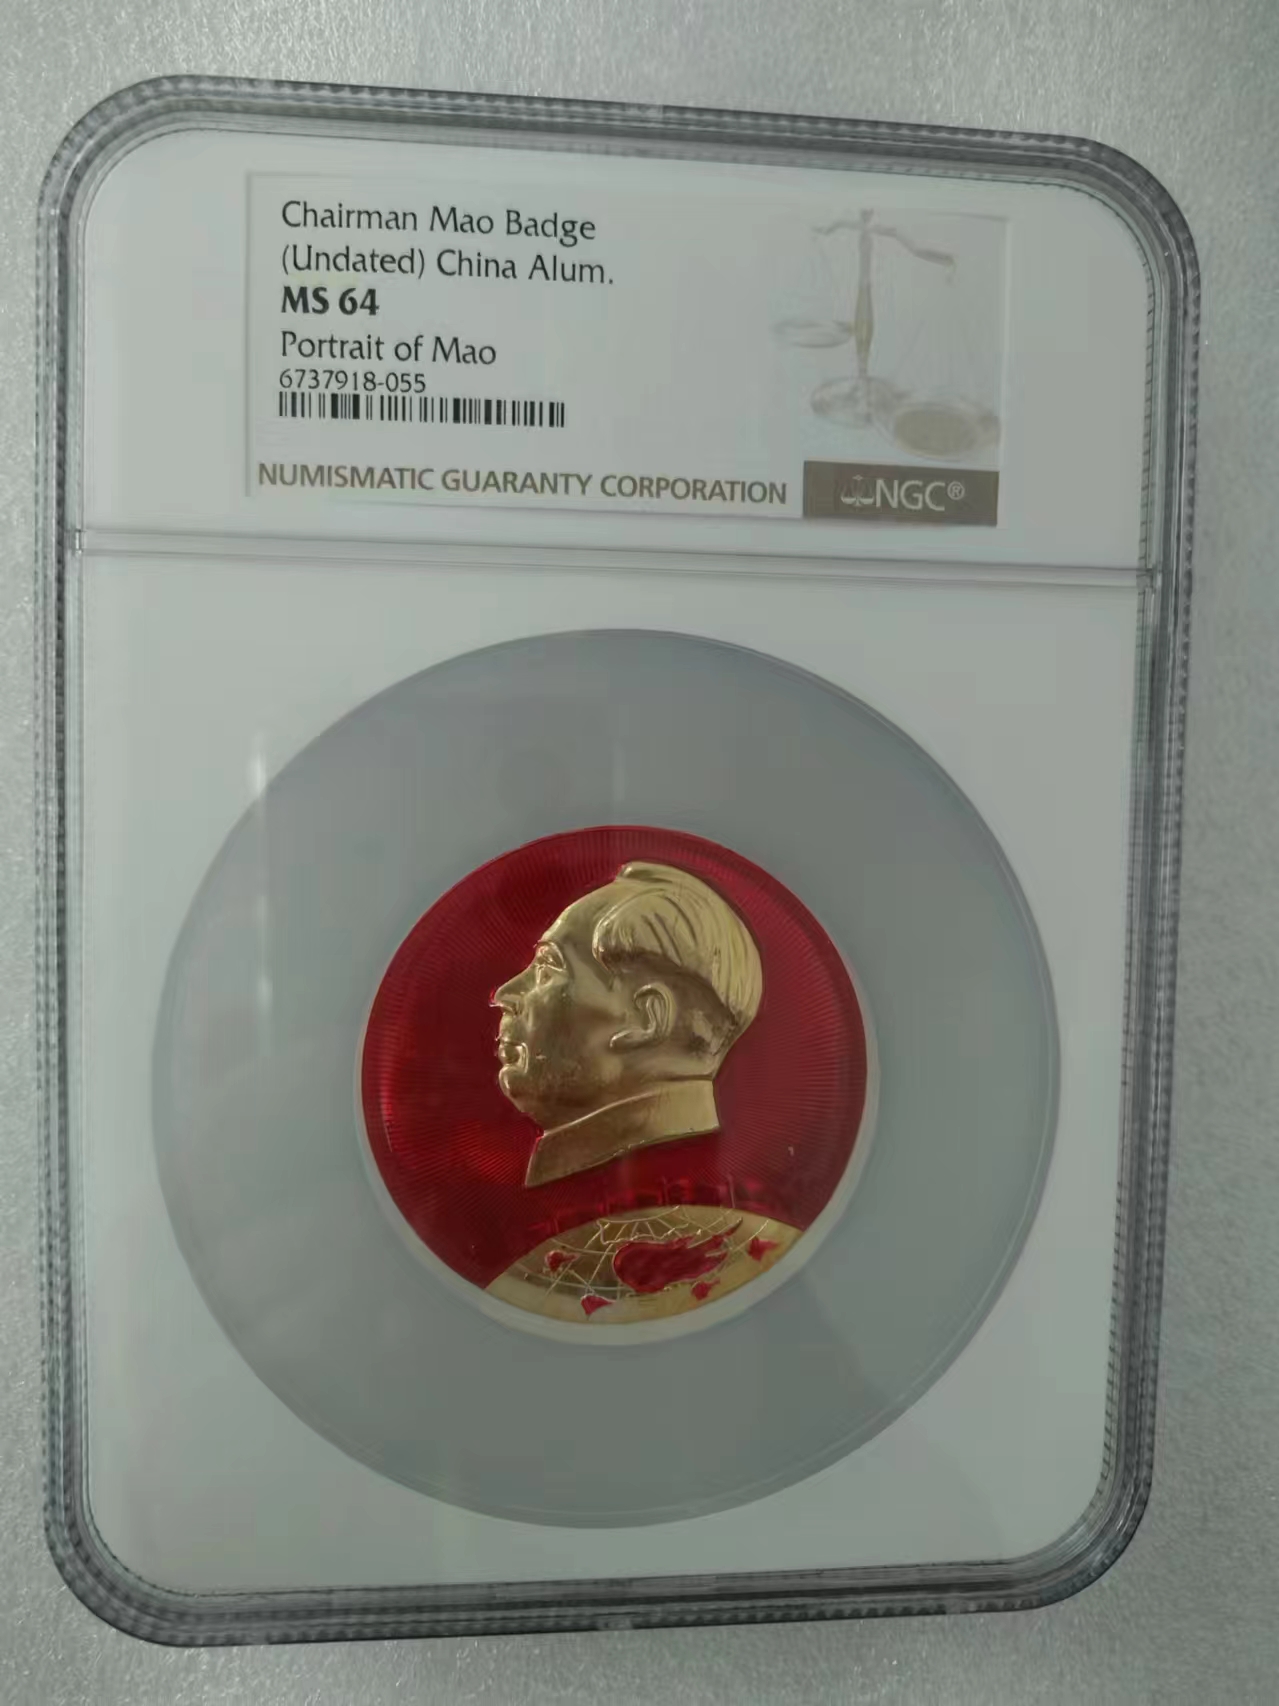 Chairman Mao Badge
(Undated) China Alum.
MS 64
Portrait of Mao
6737918-055
NUMISMATIC GUARANTY CORPORATION
NGC®